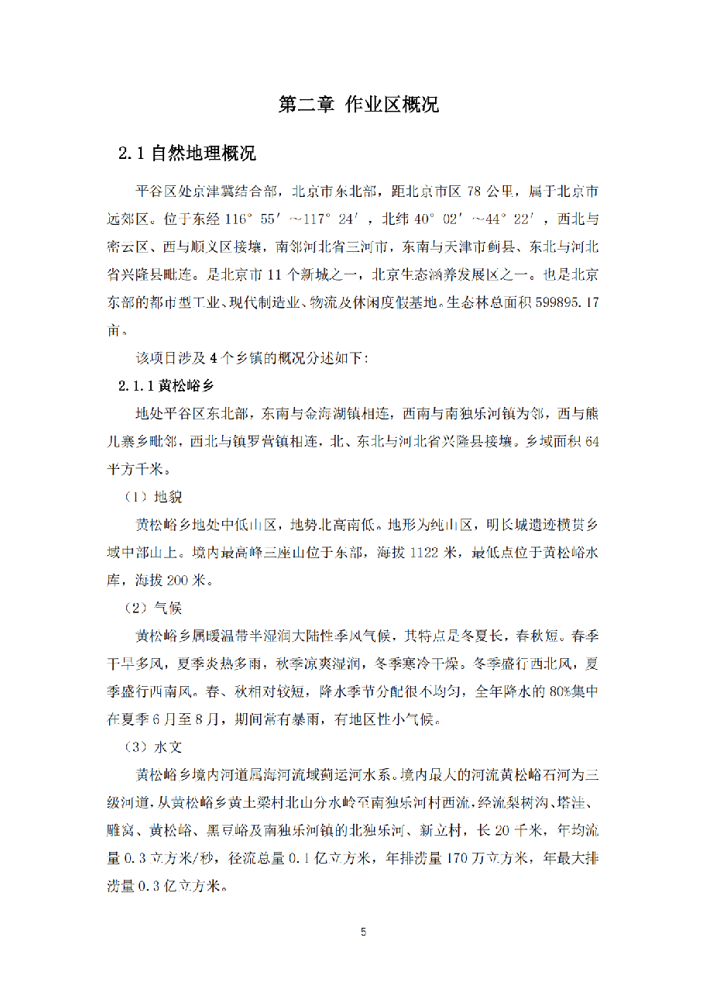 第二章 作业区概况
2.1自然地理概况
平谷区处京津冀结合部，北京市东北部，距北京市区 78 公里，属于北京市
远郊区。位于东经 116°55′～117°24′，北纬 40°02′～44°22′，西北与
密云区、西与顺义区接壤，南邻河北省三河市，东南与天津市蓟县、东北与河北
省兴隆县毗连。是北京市 11 个新城之一，北京生态涵养发展区之一。也是北京
东部的都市型工业、现代制造业、物流及休闲度假基地。生态林总面积 599895.17
亩。
该项目涉及 4 个乡镇的概况分述如下：
2.1.1 黄松峪乡
地处平谷区东北部，东南与金海湖镇相连，西南与南独乐河镇为邻，西与熊
儿寨乡毗邻，西北与镇罗营镇相连，北、东北与河北省兴隆县接壤。乡域面积 64
平方千米。
（1）地貌
黄松峪乡地处中低山区，地势北高南低。地形为纯山区，明长城遗迹横贯乡
域中部山上。境内最高峰三座山位于东部，海拔 1122 米，最低点位于黄松峪水
库，海拔 200 米。
（2）气候
黄松峪乡属暖温带半湿润大陆性季风气候，其特点是冬夏长，春秋短。春季
干旱多风，夏季炎热多雨，秋季凉爽湿润，冬季寒冷干燥。冬季盛行西北风，夏
季盛行西南风。春、秋相对较短，降水季节分配很不均匀，全年降水的 80%集中
在夏季 6 月至 8 月，期间常有暴雨，有地区性小气候。
（3）水文
黄松峪乡境内河道属海河流域蓟运河水系。境内最大的河流黄松峪石河为三
级河道，从黄松峪乡黄土梁村北山分水岭至南独乐河村西流，经流梨树沟、塔洼、
雕窝、黄松峪、黑豆峪及南独乐河镇的北独乐河、新立村，长 20 千米，年均流
量 0.3 立方米/秒，径流总量 0.1 亿立方米，年排涝量 170 万立方米，年最大排
涝量 0.3 亿立方米。
5